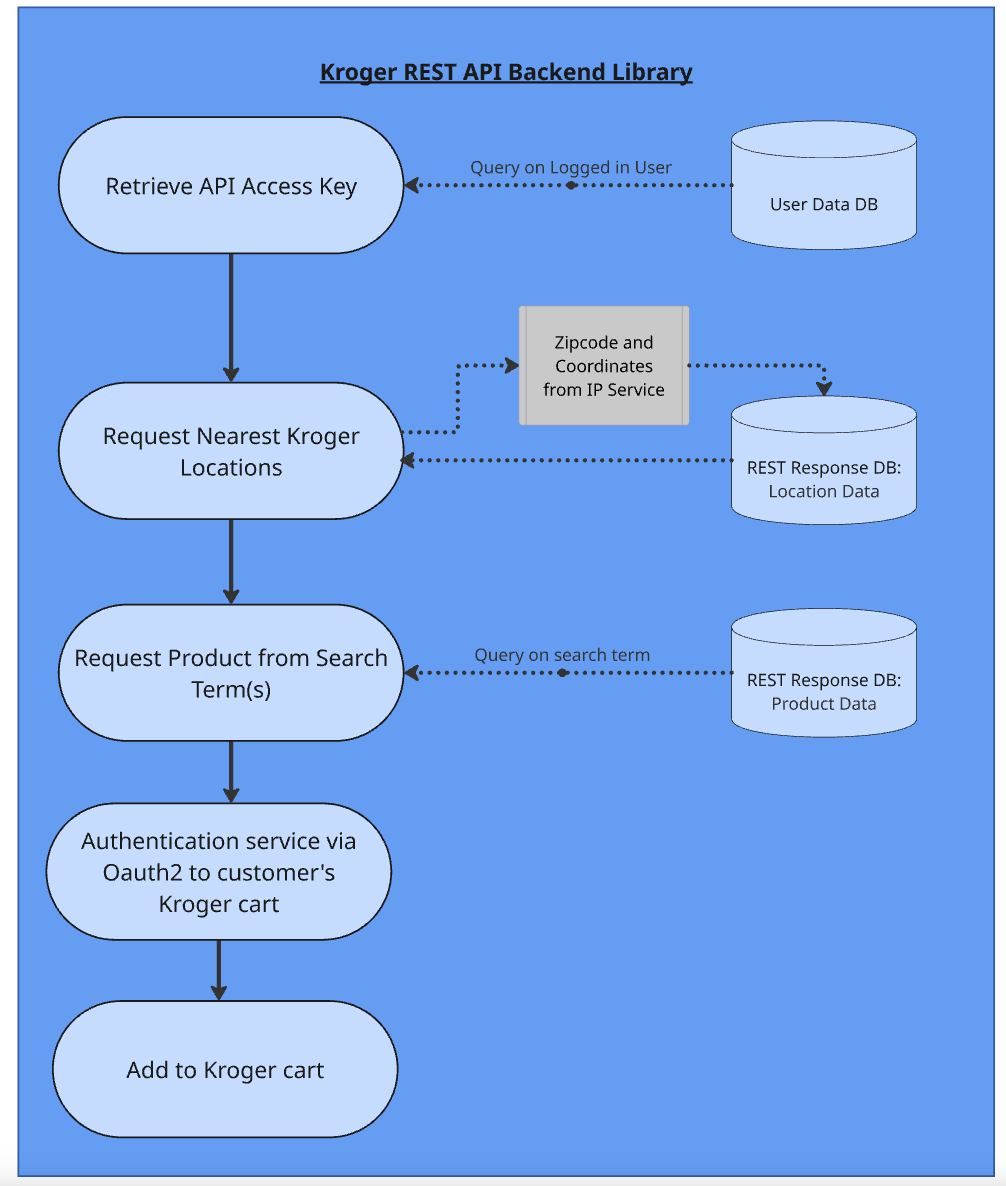 Kroger REST API Backend Library
Retrieve API Access Key
Query on Logged in User
User Data DB
Zipcode and
Coordinates
from IP Service
Request Nearest Kroger
Locations
REST Response DB:
Location Data
Request Product from Search
Term(s)
Query on search term
REST Response DB:
Product Data
Authentication service via
Oauth2 to customer's
Kroger cart
Add to Kroger cart